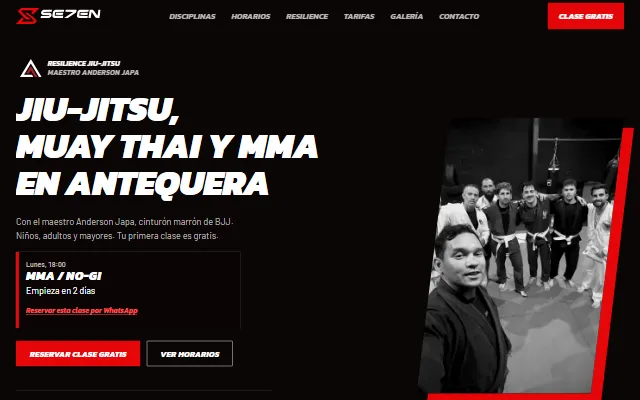 SE7EN
DISCIPLINAS HORARIOS RESILIENCE TARIFAS GALERÍA CONTACTO
CLASE GRATIS
RESILIENCE JIU-JITSU
MAESTRO ANDERSON JAPA
JIU-JITSU,
MUAY THAI Y MMA
EN ANTEQUERA
Con el maestro Anderson Japa, cinturón marrón de BJJ.
Niños, adultos y mayores. Tu primera clase es gratis.
Lunes, 18:00
MMA / NO-GI
Empieza en 2 días
Reservar esta clase por WhatsApp
RESERVAR CLASE GRATIS
VER HORARIOS